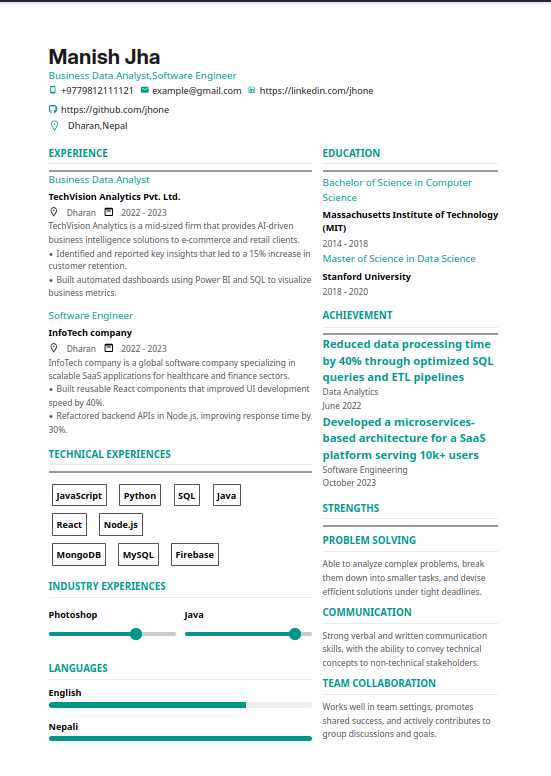 Manish Jha
Business Data Analyst,Software Engineer
+9779812111121 example@gmail.com https://linkedin.com/jhone
https://github.com/jhone
Dharan,Nepal
EXPERIENCE
Business Data Analyst
TechVision Analytics Pvt. Ltd.
Dharan 2022 - 2023
TechVision Analytics is a mid-sized firm that provides AI-driven
business intelligence solutions to e-commerce and retail clients.
• Identified and reported key insights that led to a 15% increase in
customer retention.
• Built automated dashboards using Power BI and SQL to visualize
business metrics.
Software Engineer
InfoTech company
Dharan 2022 - 2023
InfoTech company is a global software company specializing in
scalable SaaS applications for healthcare and finance sectors.
• Built reusable React components that improved UI development
speed by 40%.
• Refactored backend APIs in Node.js, improving response time by
30%.
TECHNICAL EXPERIENCES
JavaScript Python SQL Java
React Node.js
MongoDB MySQL Firebase
INDUSTRY EXPERIENCES
Photoshop Java
LANGUAGES
English
Nepali
EDUCATION
Bachelor of Science in Computer
Science
Massachusetts Institute of Technology
(MIT)
2014 - 2018
Master of Science in Data Science
Stanford University
2018 - 2020
ACHIEVEMENT
Reduced data processing time
by 40% through optimized SQL
queries and ETL pipelines
Data Analytics
June 2022
Developed a microservices-
based architecture for a SaaS
platform serving 10k+ users
Software Engineering
October 2023
STRENGTHS
PROBLEM SOLVING
Able to analyze complex problems, break
them down into smaller tasks, and devise
efficient solutions under tight deadlines.
COMMUNICATION
Strong verbal and written communication
skills, with the ability to convey technical
concepts to non-technical stakeholders.
TEAM COLLABORATION
Works well in team settings, promotes
shared success, and actively contributes to
group discussions and goals.